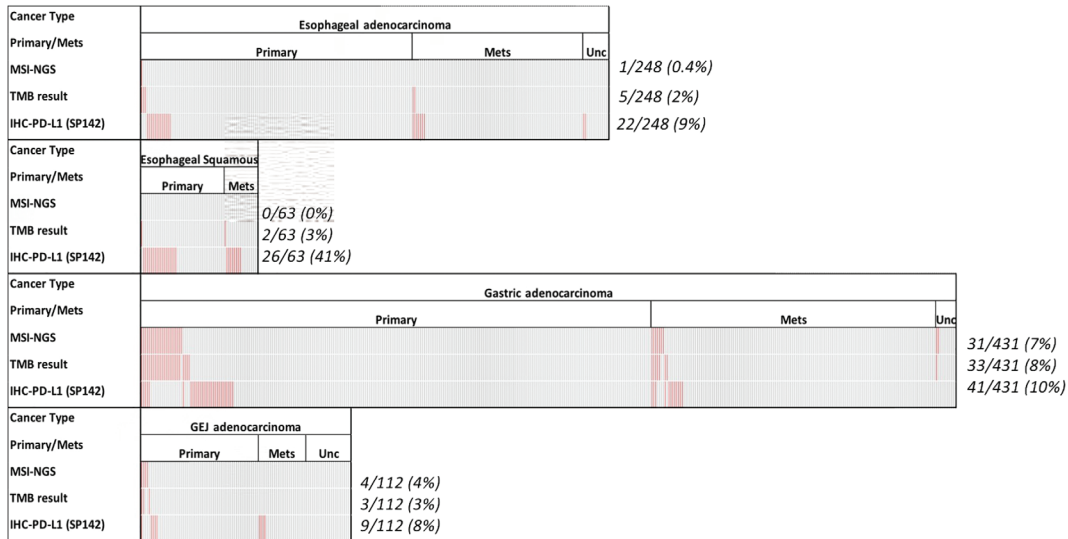 Cancer Type
Esophageal adenocarcinoma
Primary/Mets
Primary Mets Unc
MSI-NGS 1/248 (0.4%)
TMB result 5/248 (2%)
IHC-PD-L1 (SP142) 22/248 (9%)
Cancer Type
Esophageal Squamous
Primary/Mets
Primary Mets
MSI-NGS 0/63 (0%)
TMB result 2/63 (3%)
IHC-PD-L1 (SP142) 26/63 (41%)
Cancer Type
Gastric adenocarcinoma
Primary/Mets
Primary Mets Unc
MSI-NGS 31/431 (7%)
TMB result 33/431 (8%)
IHC-PD-L1 (SP142) 41/431 (10%)
Cancer Type
GEJ adenocarcinoma
Primary/Mets
Primary Mets Unc
MSI-NGS 4/112 (4%)
TMB result 3/112 (3%)
IHC-PD-L1 (SP142) 9/112 (8%)